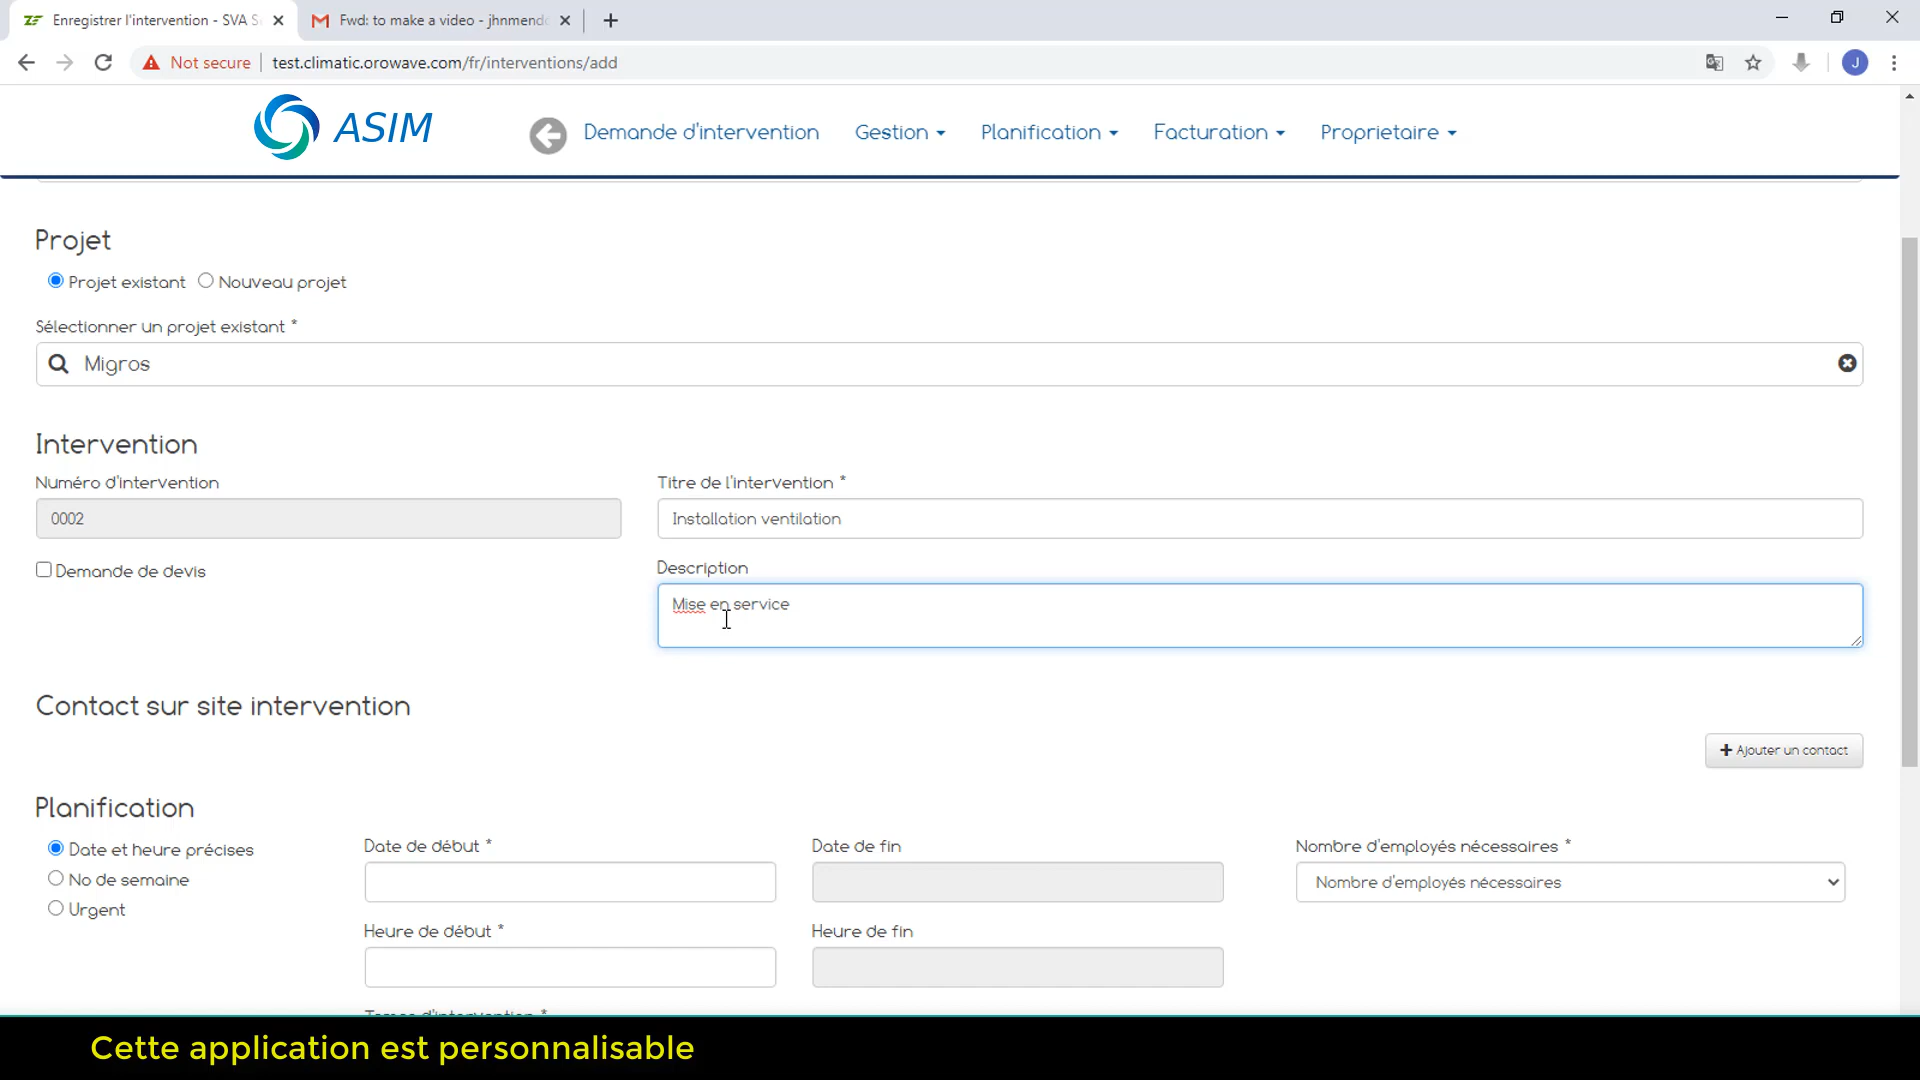 Enregistrer l'intervention - SVA S
Fwd: to make a video - jhnmend
Not secure
test.climatic.orowave.com/fr/interventions/add
J
ASIM
Demande d'intervention
Gestion
Planification
Facturation
Proprietaire
Projet
Projet existant
Nouveau projet
Sélectionner un projet existant *
Migros
Intervention
Numéro d'intervention
Titre de l'intervention *
0002
Installation ventilation
Demande de devis
Description
Mise en service
Contact sur site intervention
Ajouter un contact
Planification
Date et heure précises
No de semaine
Urgent
Date de début *
Date de fin
Nombre d'employés nécessaires *
Nombre d'employés nécessaires
Heure de début *
Heure de fin
Cette application est personnalisable